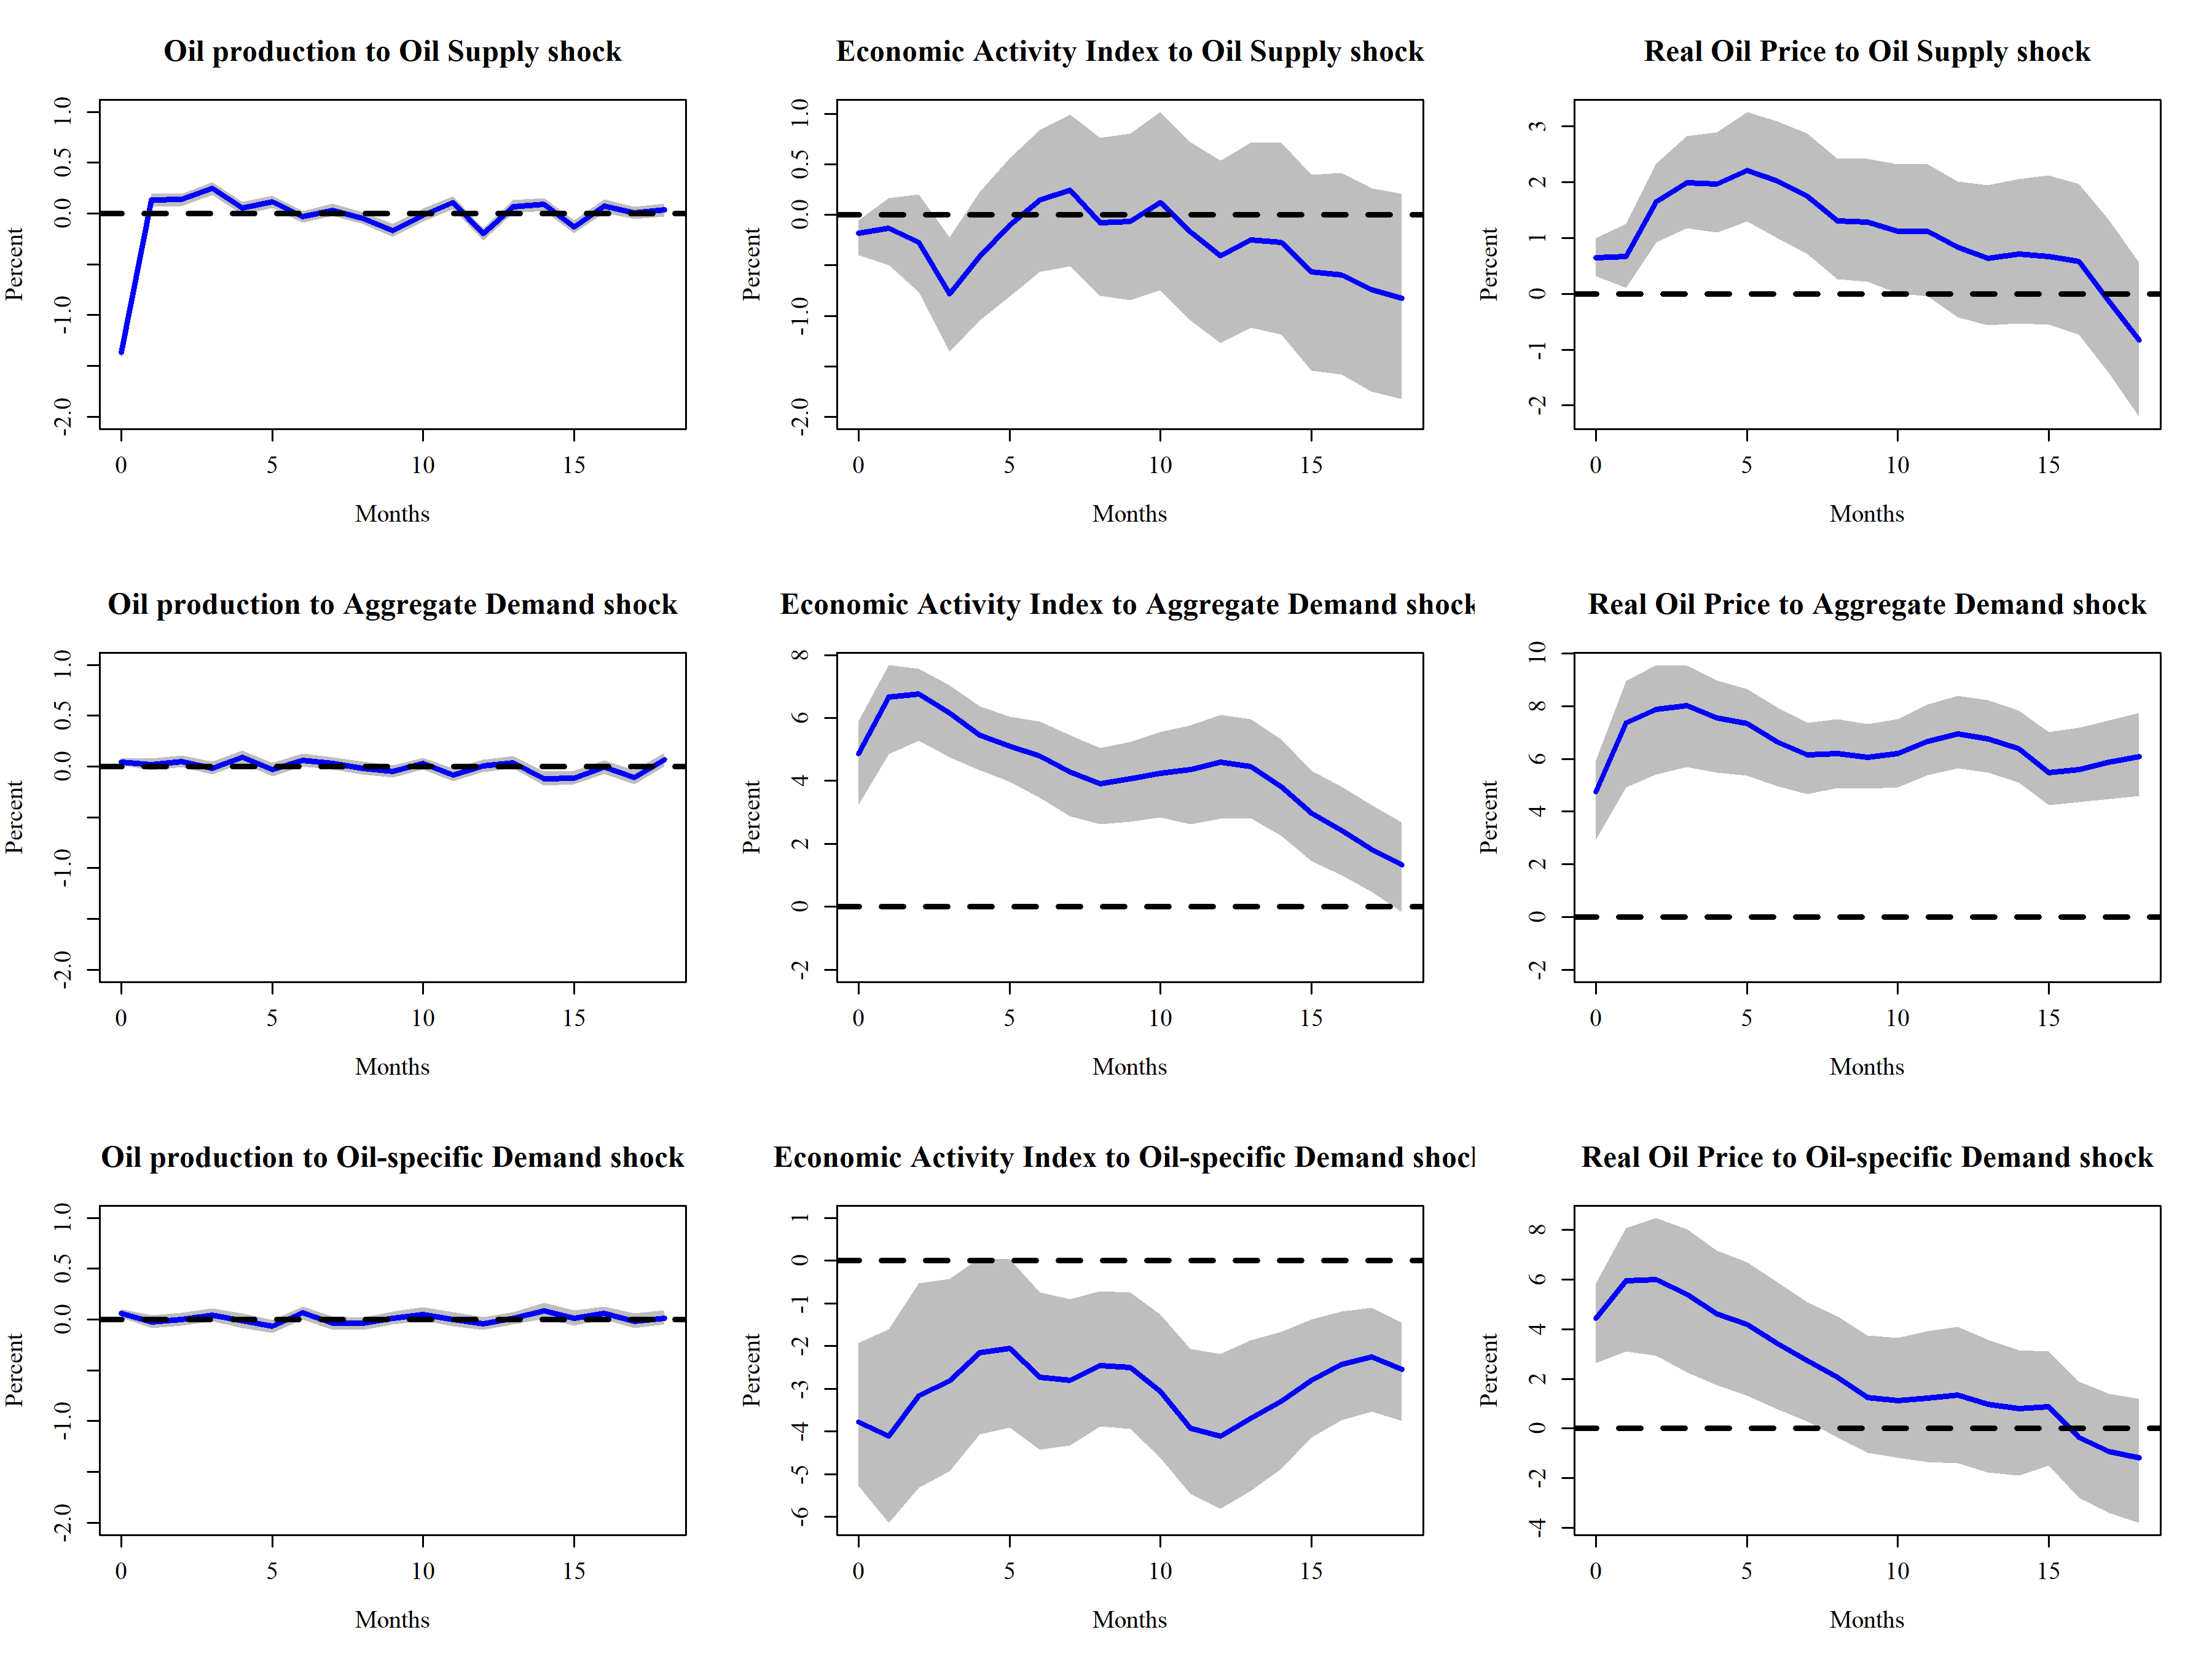 Oil production to Oil Supply shock
Percent
1.0
0.5
0.0
-1.0
-2.0
0 5 10 15
Months
Economic Activity Index to Oil Supply shock
Percent
1.0
0.5
0.0
-1.0
-2.0
0 5 10 15
Months
Real Oil Price to Oil Supply shock
Percent
3
2
1
0
-1
-2
0 5 10 15
Months
Oil production to Aggregate Demand shock
Percent
1.0
0.5
0.0
-1.0
-2.0
0 5 10 15
Months
Economic Activity Index to Aggregate Demand shock
Percent
8
6
4
2
0
-2
0 5 10 15
Months
Real Oil Price to Aggregate Demand shock
Percent
10
8
6
4
2
0
-2
0 5 10 15
Months
Oil production to Oil-specific Demand shock
Percent
1.0
0.5
0.0
-1.0
-2.0
0 5 10 15
Months
Economic Activity Index to Oil-specific Demand shock
Percent
1
0
-1
-2
-3
-4
-5
-6
0 5 10 15
Months
Real Oil Price to Oil-specific Demand shock
Percent
8
6
4
2
0
-2
-4
0 5 10 15
Months